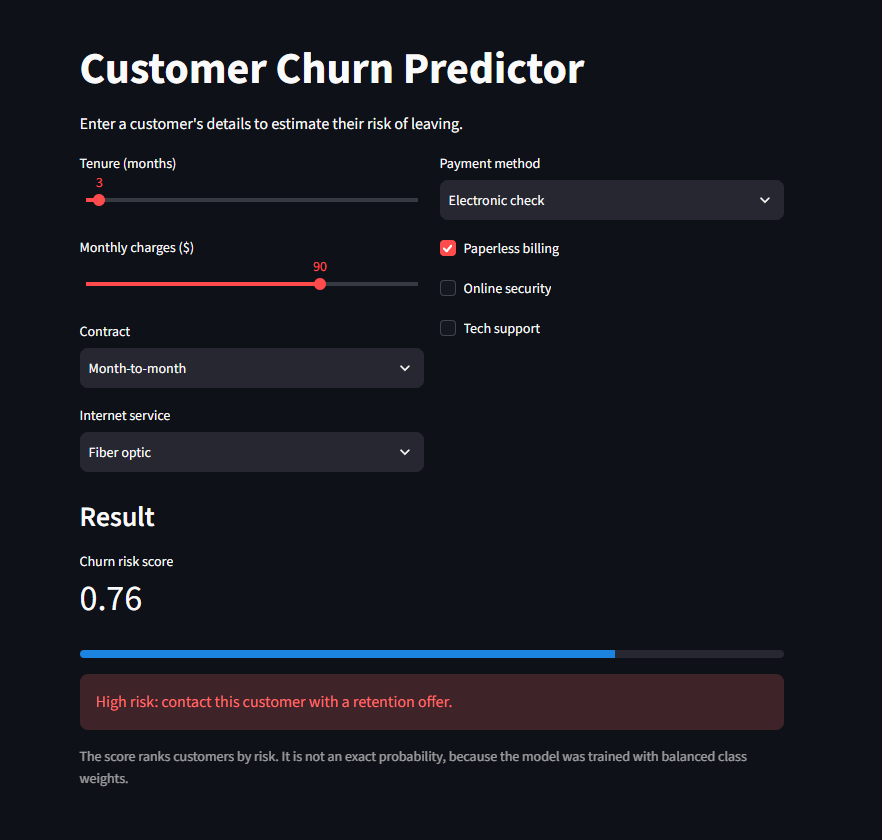 Customer Churn Predictor
Enter a customer's details to estimate their risk of leaving.
Tenure (months)
3
Monthly charges ($)
90
Contract
Month-to-month
Internet service
Fiber optic
Payment method
Electronic check
Paperless billing
Online security
Tech support
Result
Churn risk score
0.76
High risk: contact this customer with a retention offer.
The score ranks customers by risk. It is not an exact probability, because the model was trained with balanced class
weights.